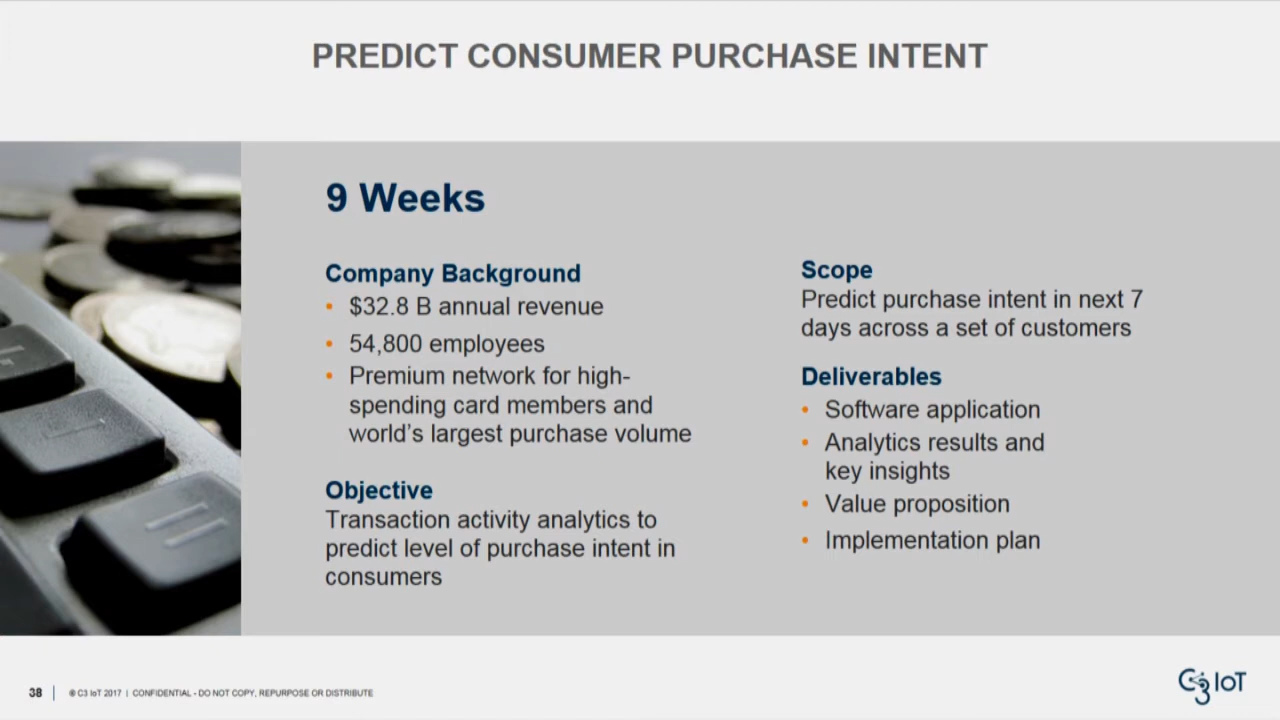 PREDICT CONSUMER PURCHASE INTENT
9 Weeks
Company Background
• $32.8 B annual revenue
• 54,800 employees
• Premium network for high-
spending card members and
world's largest purchase volume
Objective
Transaction activity analytics to
predict level of purchase intent in
consumers
Scope
Predict purchase intent in next 7
days across a set of customers
Deliverables
• Software application
• Analytics results and
key insights
• Value proposition
• Implementation plan
38 | © C3 IoT 2017 | CONFIDENTIAL - DO NOT COPY, REPURPOSE OR DISTRIBUTE
C3 IoT